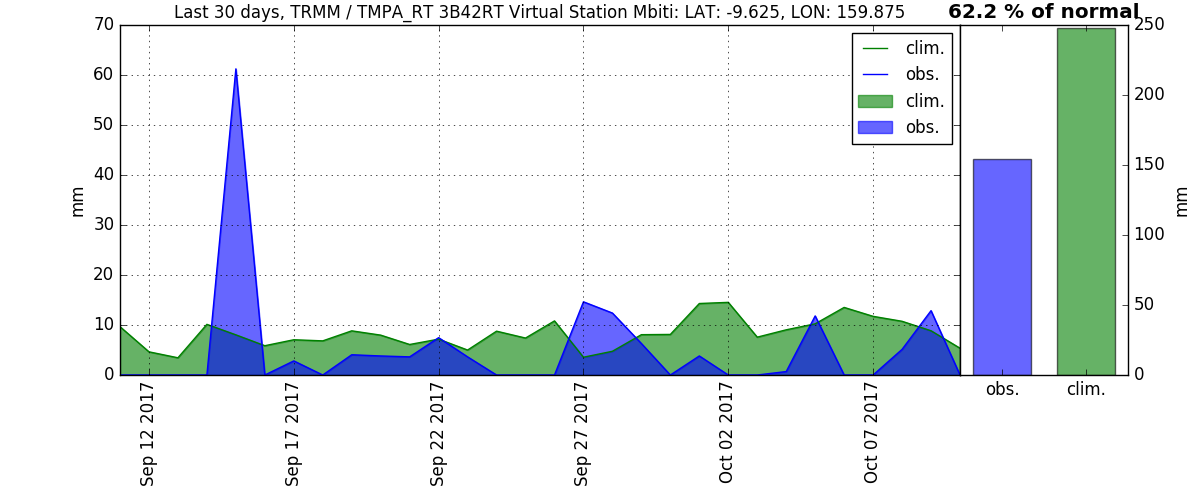 Last 30 days, TRMM / TMPA_RT 3B42RT Virtual Station Mbiti: LAT: -9.625, LON: 159.875
62.2 % of normal
70
60
50
40
30
20
10
0
mm
clim.
obs.
clim.
obs.
250
200
150
100
50
0
mm
Sep 12 2017
Sep 17 2017
Sep 22 2017
Sep 27 2017
Oct 02 2017
Oct 07 2017
obs.
clim.